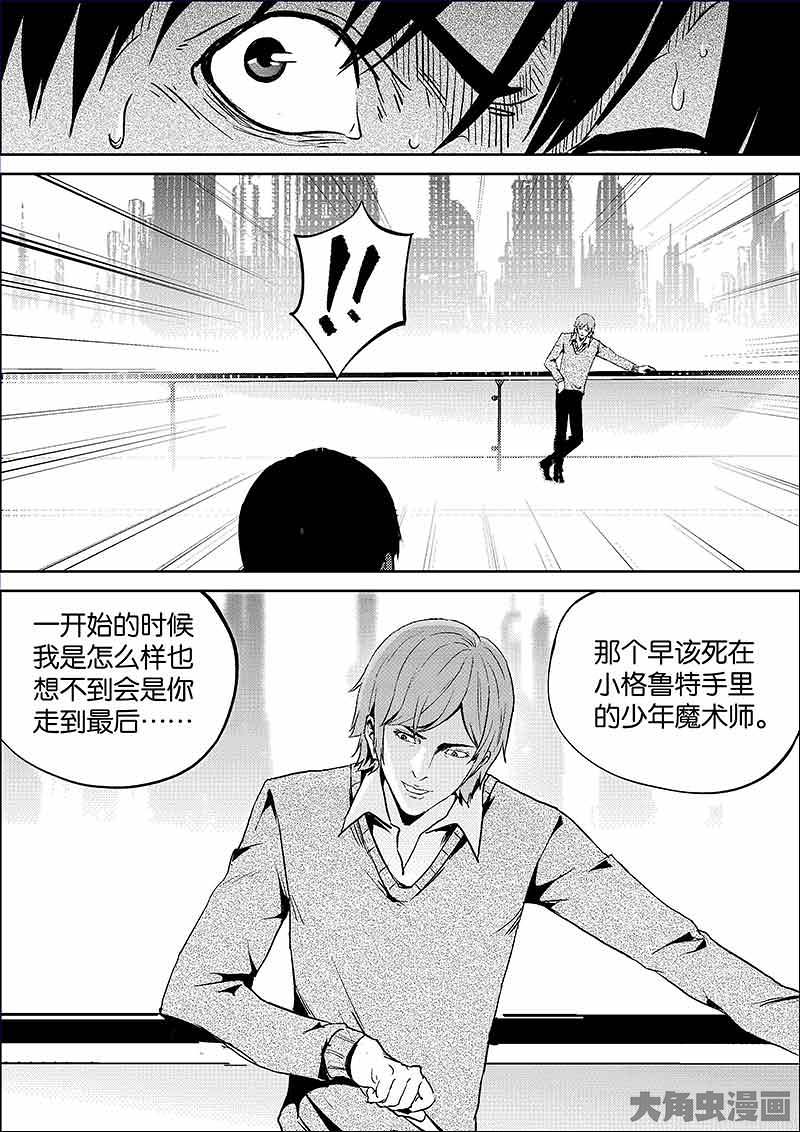 !!
一开始的时候
我是怎么样也
想不到会是你
走到最后……
那个早该死在
小格鲁特手里
的少年魔术师。
大角虫漫画